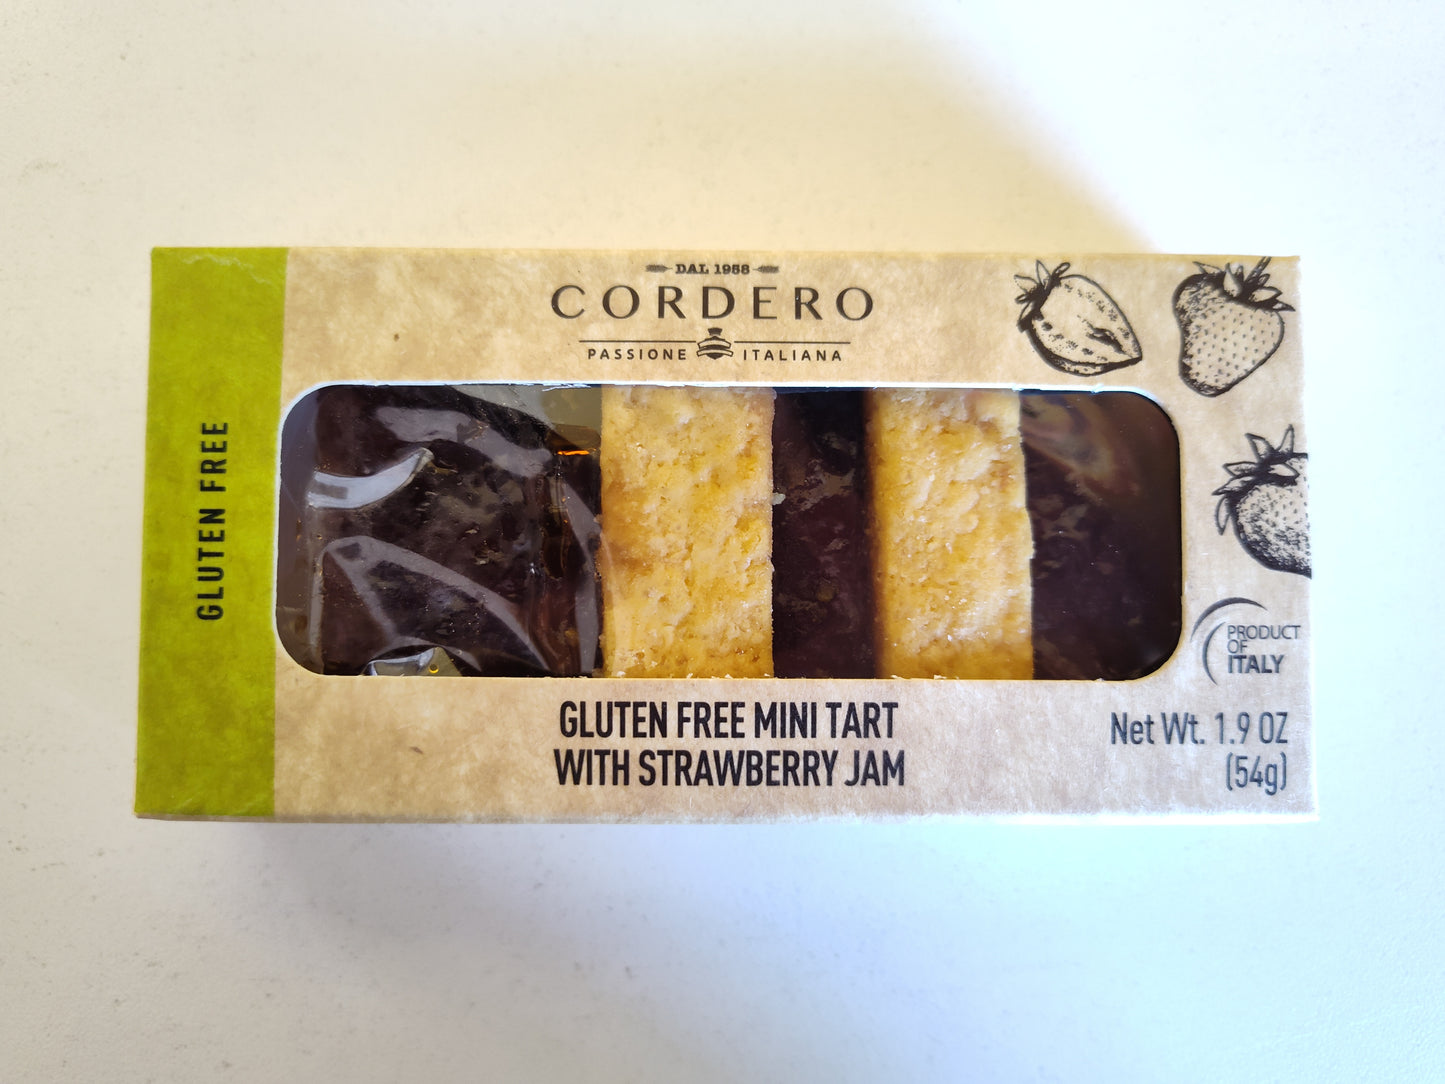 DAL 1958
CORDERO
PASSIONE ITALIANA
GLUTEN FREE
PRODUCT
OF
ITALY
GLUTEN FREE MINI TART
WITH STRAWBERRY JAM
Net Wt. 1.9 OZ
(54g)